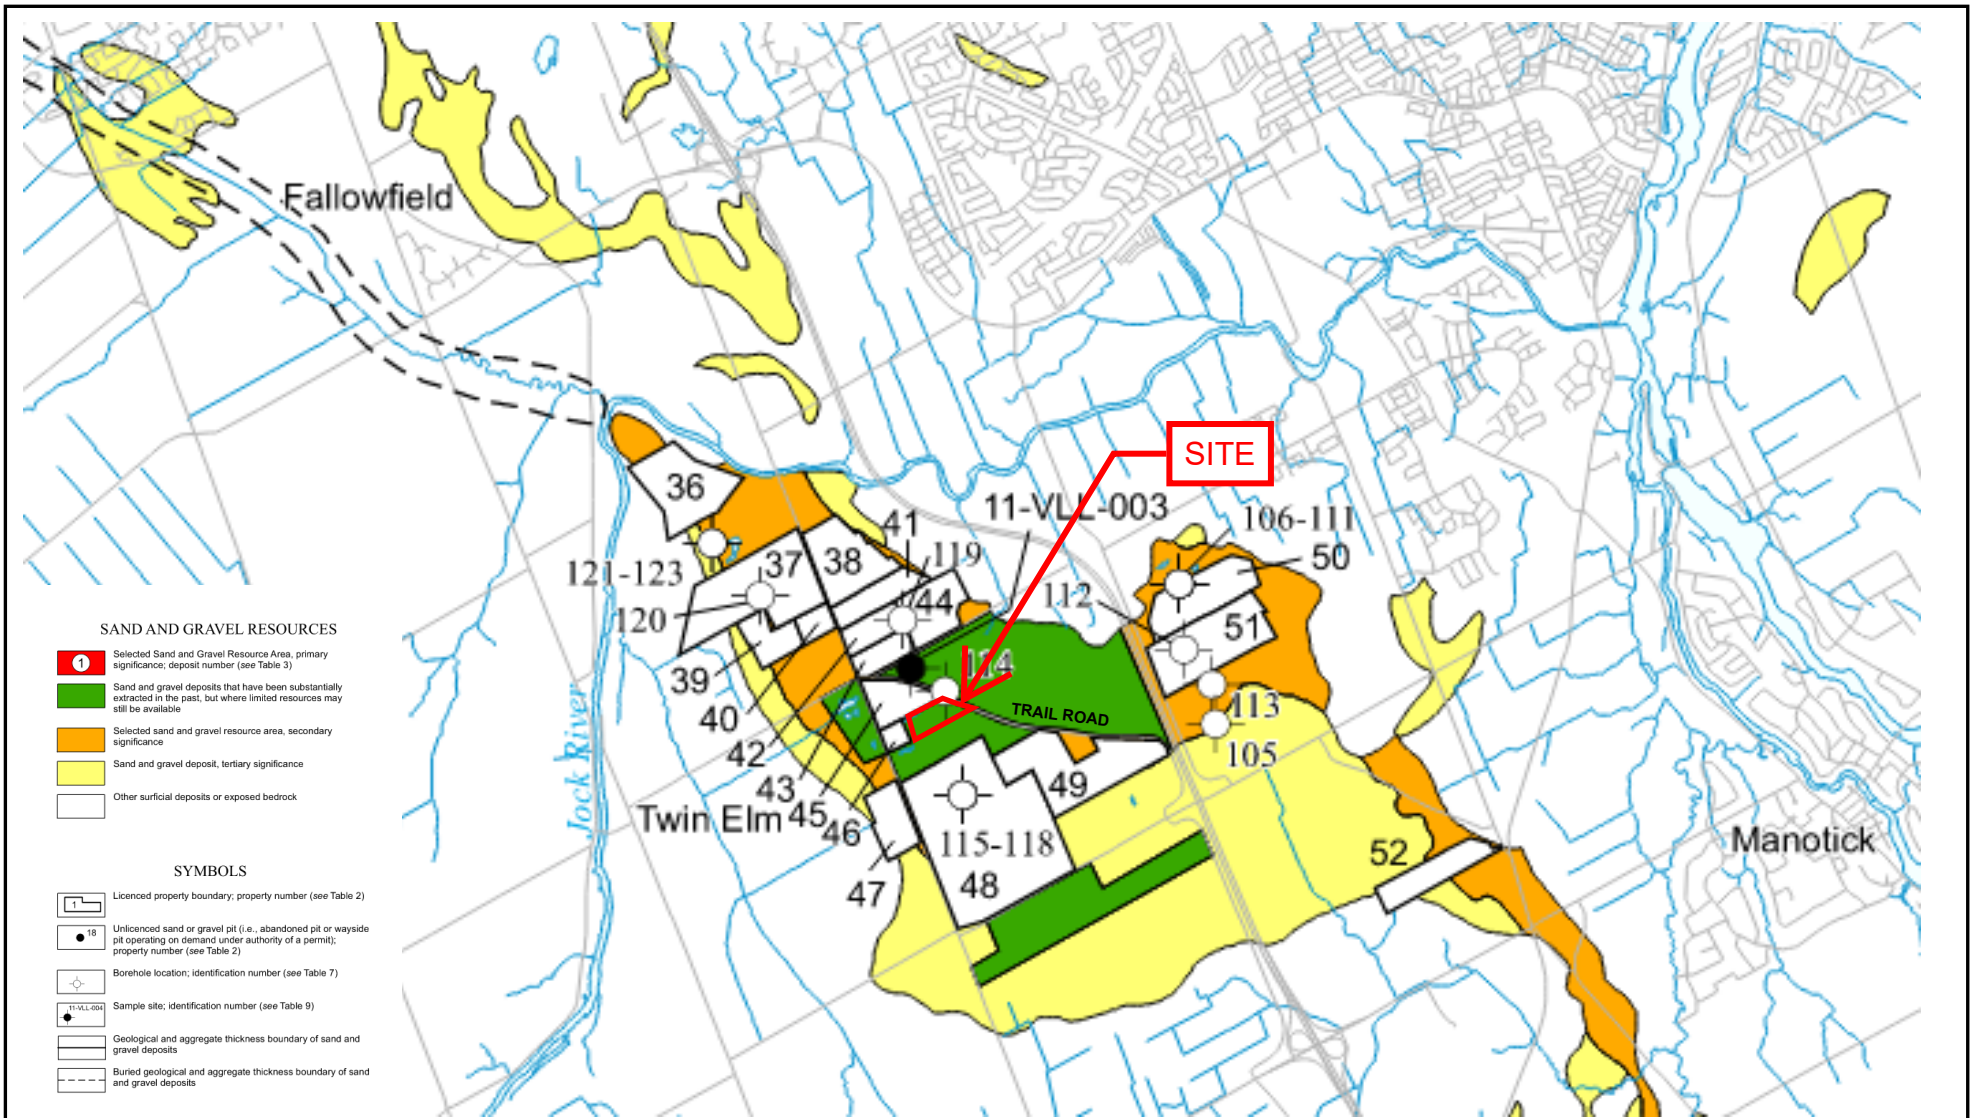 Fallowfield
SITE
36
11-VLL-003
41
106-111
119
50
37
38
121-123
44
112
120
51
114
39
TRAIL ROAD
113
40
42
105
43
49
Jock River
Twin Elm
45
46
115-118
52
Manotick
47
48
SAND AND GRAVEL RESOURCES
1
Selected Sand and Gravel Resource Area, primary
significance; deposit number (see Table 3)
Sand and gravel deposits that have been substantially
extracted in the past, but where limited resources may
still be available
Selected sand and gravel resource area, secondary
significance
Sand and gravel deposit, tertiary significance
Other surficial deposits or exposed bedrock
SYMBOLS
1
Licenced property boundary; property number (see Table 2)
18
Unlicenced sand or gravel pit (i.e., abandoned pit or wayside
pit operating on demand under authority of a permit);
property number (see Table 2)
Borehole location; identification number (see Table 7)
11-VLL-004
Sample site; identification number (see Table 9)
Geological and aggregate thickness boundary of sand and
gravel deposits
Buried geological and aggregate thickness boundary of sand
and gravel deposits